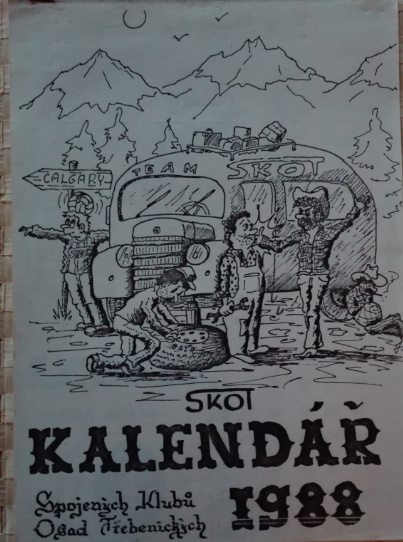 CALGARY
TEAM SKOT
SKOT
KALENDÁŘ
Spojených Klubů
Osad Třebenických
1988